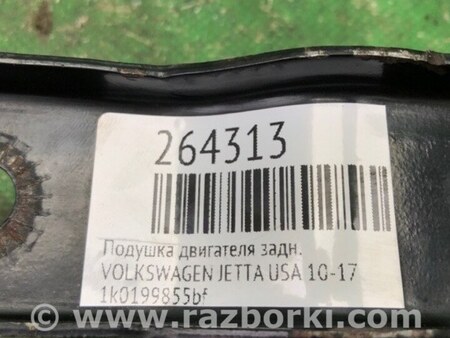 264313
Подушка двигателя задн.
VOLKSWAGEN JETTA USA 10-17
1k0199855bf
www.razborki.com